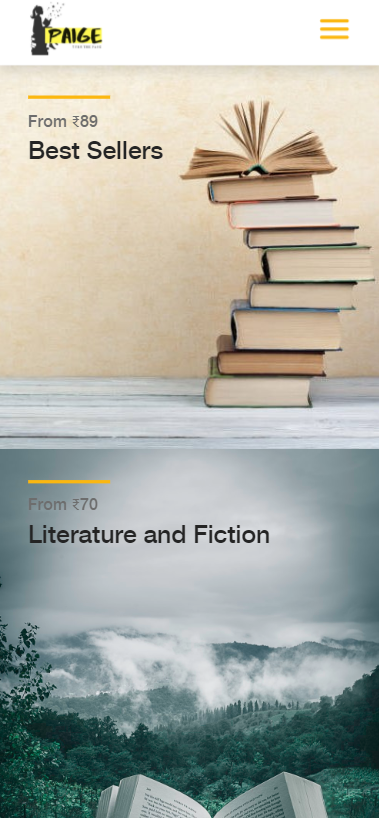 PAIGE
From ₹89
Best Sellers
From ₹70
Literature and Fiction